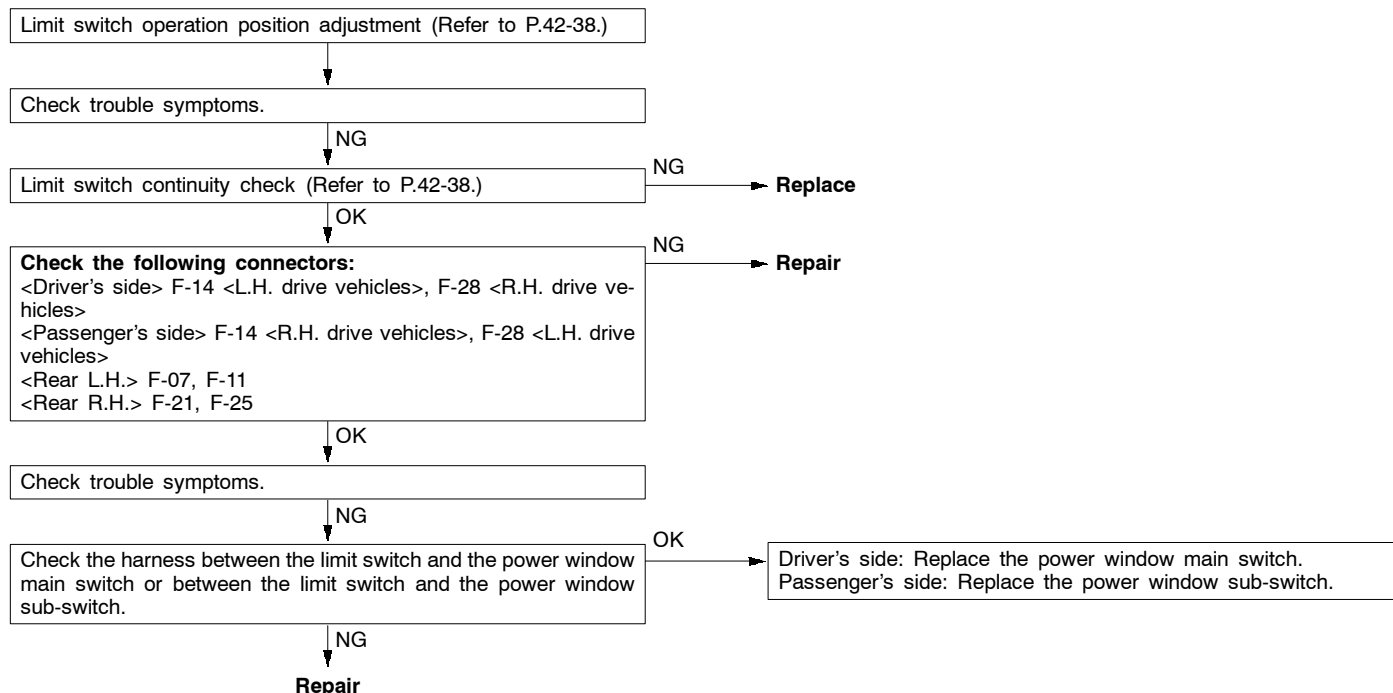 Limit switch operation position adjustment (Refer to P.42-38.)
Check trouble symptoms.
NG
Limit switch continuity check (Refer to P.42-38.)
NG
Replace
OK
Check the following connectors:
<Driver's side> F-14 <L.H. drive vehicles>, F-28 <R.H. drive ve-
hicles>
<Passenger's side> F-14 <R.H. drive vehicles>, F-28 <L.H. drive
vehicles>
<Rear L.H.> F-07, F-11
<Rear R.H.> F-21, F-25
NG
Repair
OK
Check trouble symptoms.
NG
Check the harness between the limit switch and the power window
main switch or between the limit switch and the power window
sub-switch.
OK
Driver's side: Replace the power window main switch.
Passenger's side: Replace the power window sub-switch.
NG
Repair